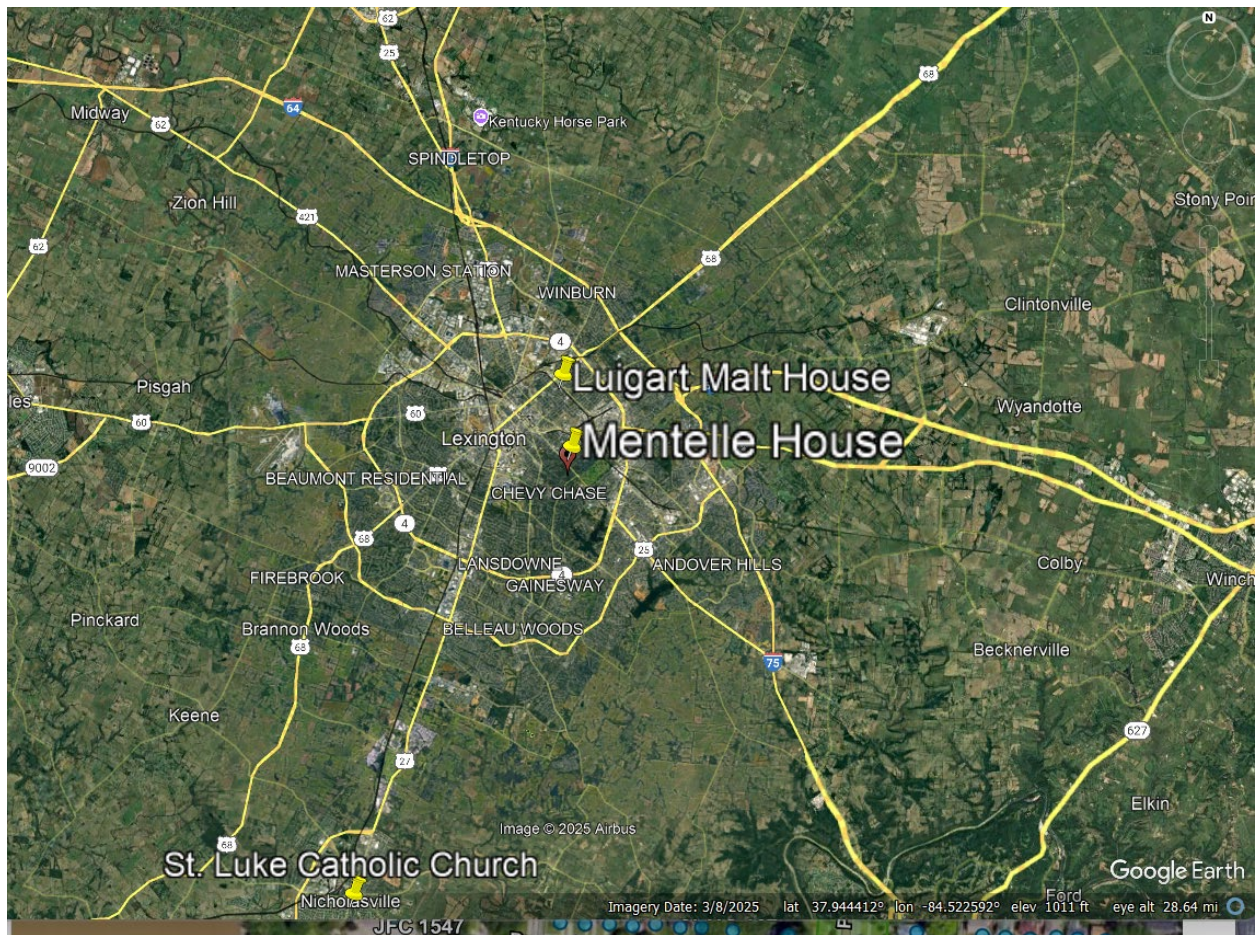 N
62
25
64
68
Midway
62
Kentucky Horse Park
SPINDLETOP
Zion Hill
Stony Poin
421
62
68
MASTERSON STATION
WINBURN
Clintonville
4
Luigart Malt House
Pisgah
les
60
60
Wyandotte
Lexington
Mentelle House
9002
BEAUMONT RESIDENTIAL
CHEVY CHASE
4
68
25
LANSDOWNE
4
ANDOVER HILLS
Colby
FIREBROOK
GAINESWAY
Winch
Pinckard
Brannon Woods
BELLEAU WOODS
68
Becknerville
75
Keene
627
27
Elkin
Image © 2025 Airbus
68
St. Luke Catholic Church
Google Earth
Nicholasville
Ford
Imagery Date: 3/8/2025 lat 37.944412° lon -84.522592° elev 1011 ft eye alt 28.64 mi
JFC 1547